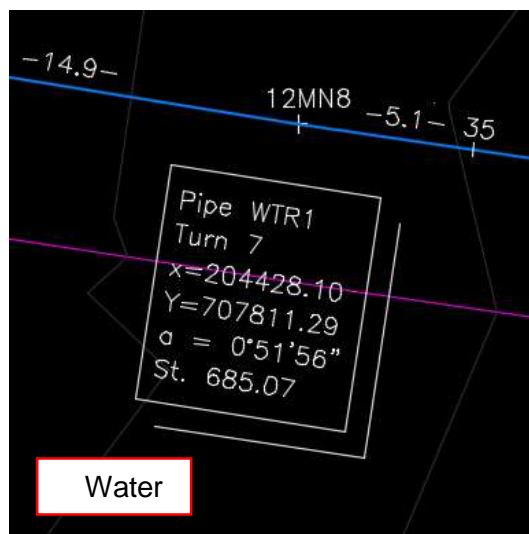 -14.9-
12MN8
-5.1- 35
Pipe WTR1
Turn 7
x=204428.10
Y=707811.29
a = 0°51'56"
St. 685.07
Water